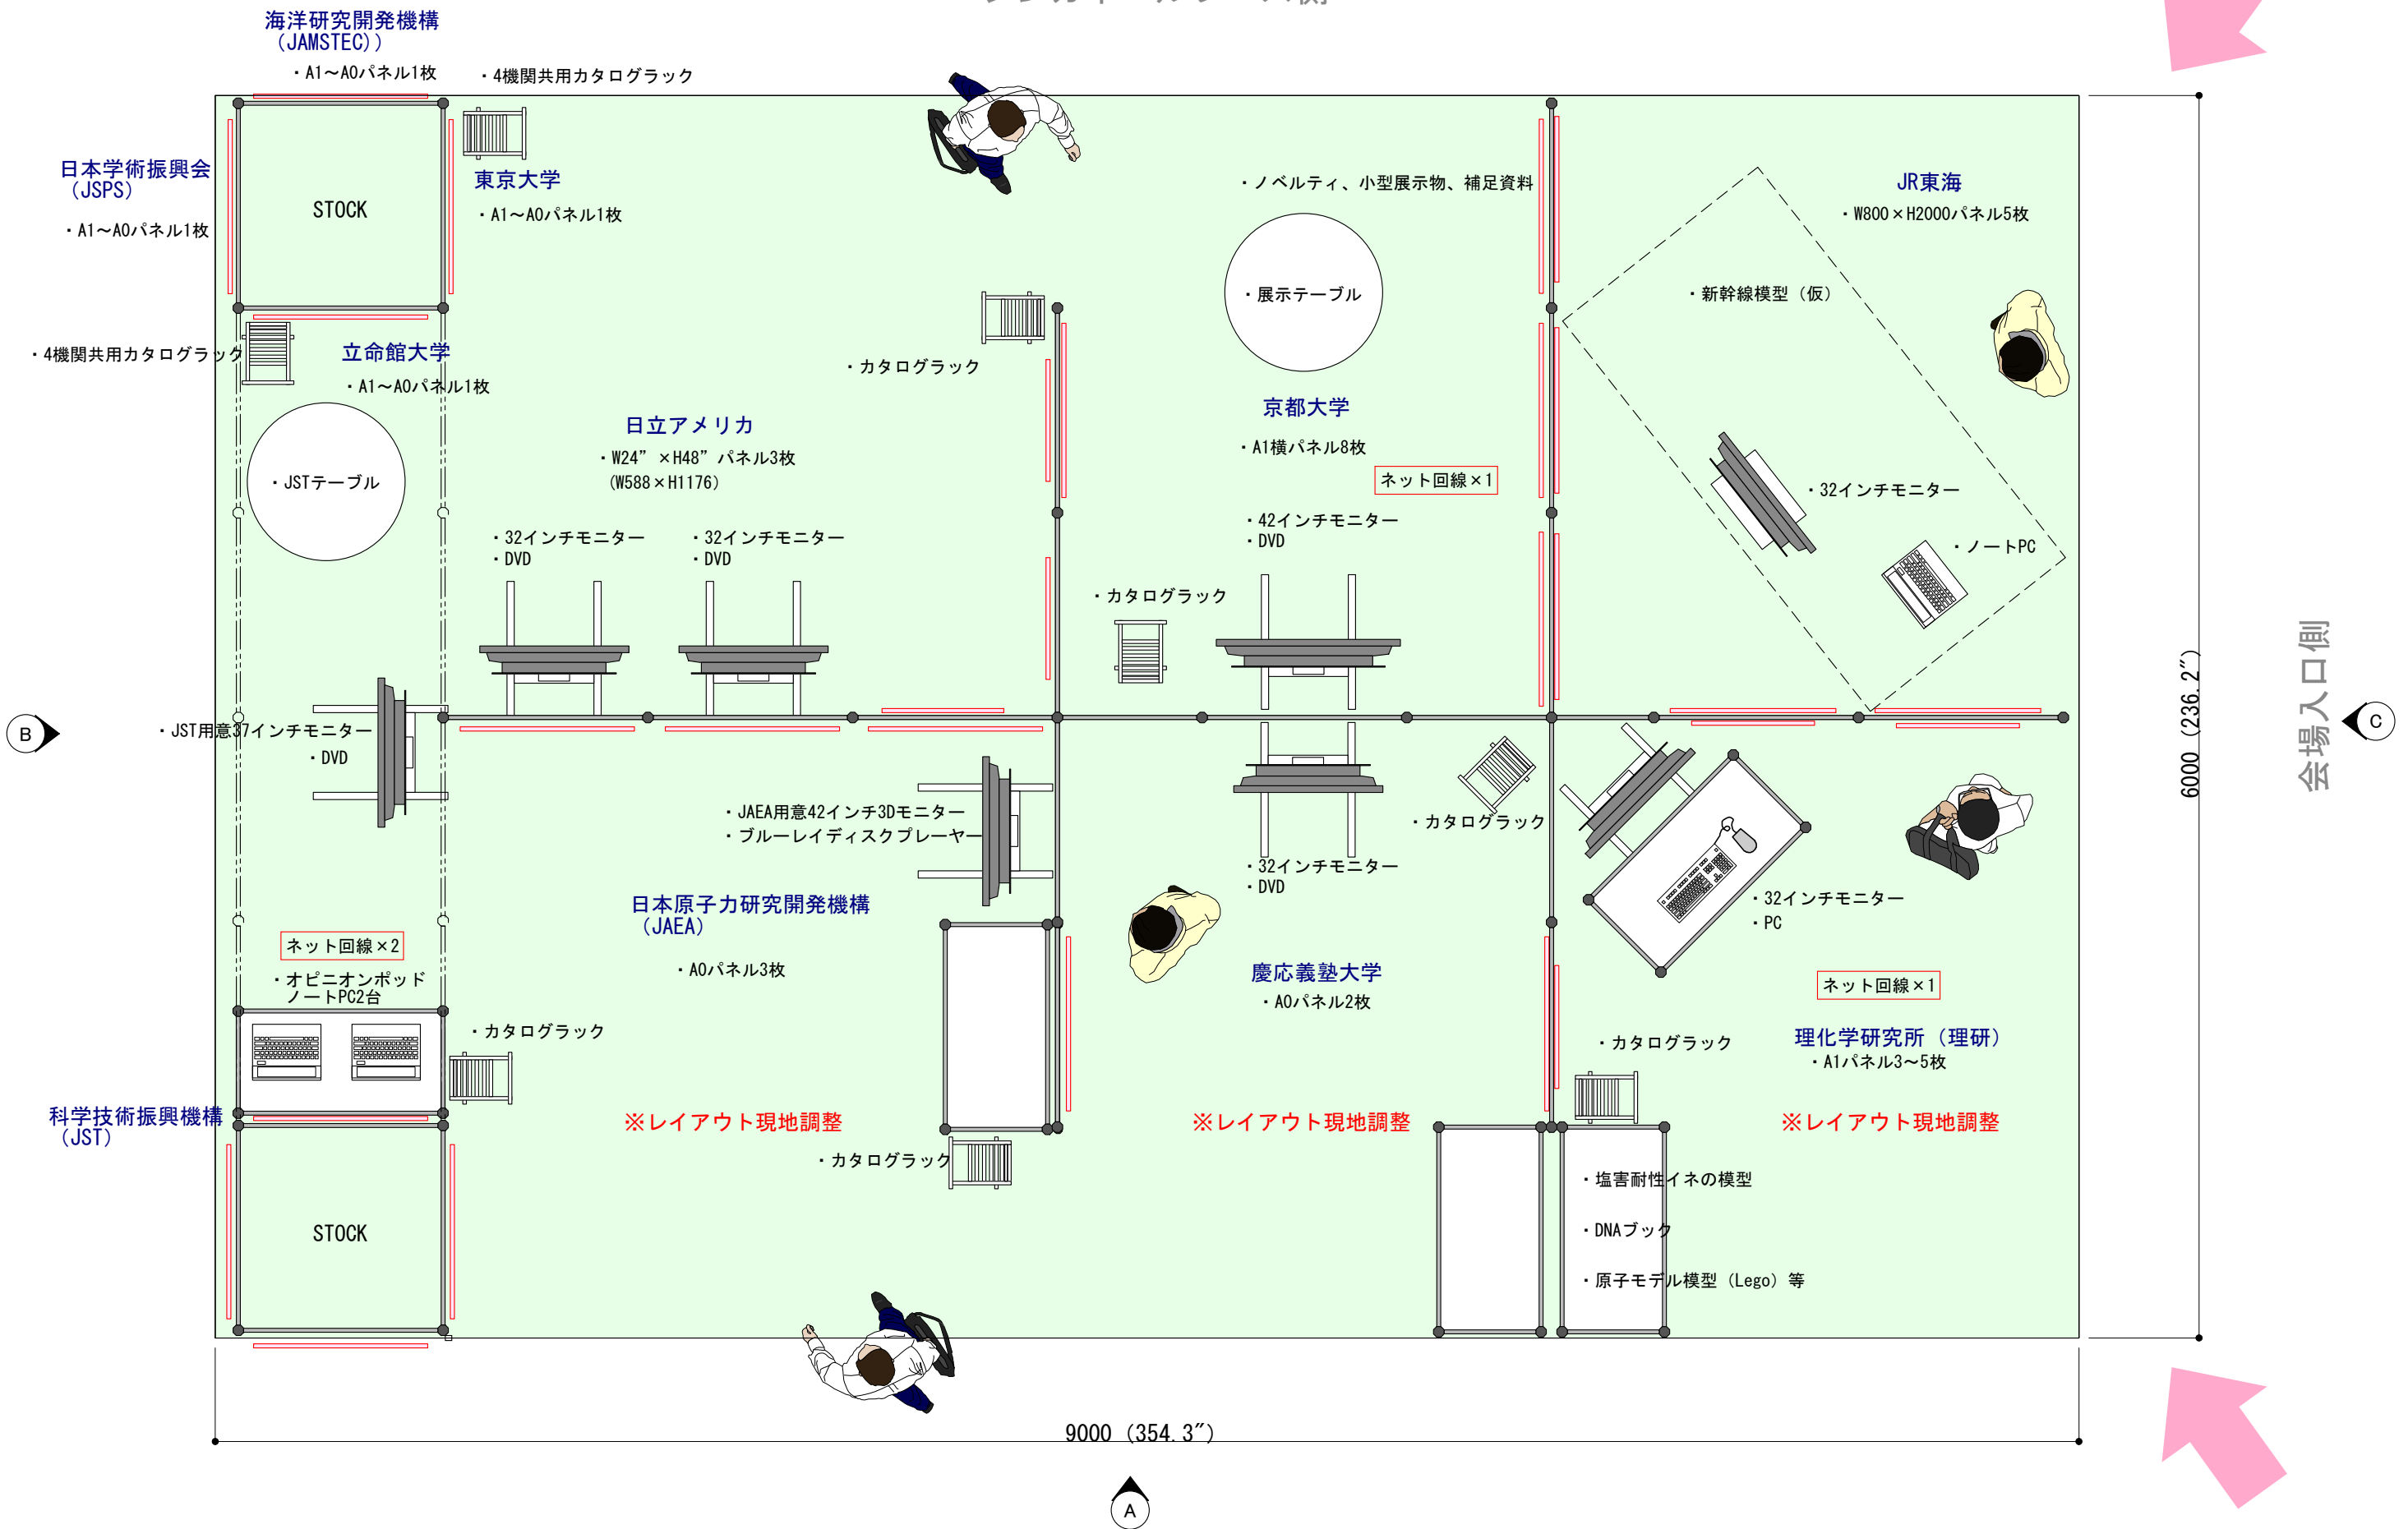 海洋研究開発機構
（JAMSTEC)）
・A1～A0パネル1枚
・4機関共用カタログラック
日本学術振興会
（JSPS）
・A1～A0パネル1枚
STOCK
東京大学
・A1～A0パネル1枚
・ノベルティ、小型展示物、補足資料
・展示テーブル
JR東海
・W800×H2000パネル5枚
・新幹線模型（仮）
・4機関共用カタログラック
立命館大学
・A1～A0パネル1枚
・カタログラック
・JSTテーブル
日立アメリカ
・W24”×H48”パネル3枚
（W588×H1176）
京都大学
・A1横パネル8枚
ネット回線×1
・32インチモニター
・DVD
・32インチモニター
・DVD
・42インチモニター
・DVD
・32インチモニター
・ノートPC
・カタログラック
・JST用意37インチモニター
・DVD
・JAEA用意42インチ3Dモニター
・ブルーレイディスクプレーヤー
・カタログラック
・32インチモニター
・DVD
日本原子力研究開発機構
（JAEA）
・A0パネル3枚
・32インチモニター
・PC
ネット回線×2
・オピニオンポッド
ノートPC2台
慶応義塾大学
・A0パネル2枚
ネット回線×1
・カタログラック
・カタログラック
理化学研究所（理研）
・A1パネル3～5枚
科学技術振興機構
（JST）
※レイアウト現地調整
※レイアウト現地調整
※レイアウト現地調整
・カタログラック
STOCK
・塩害耐性イネの模型
・DNAブック
・原子モデル模型（Lego）等
9000（354.3″）
6000（236.2″）
会場入口側
A
B
C